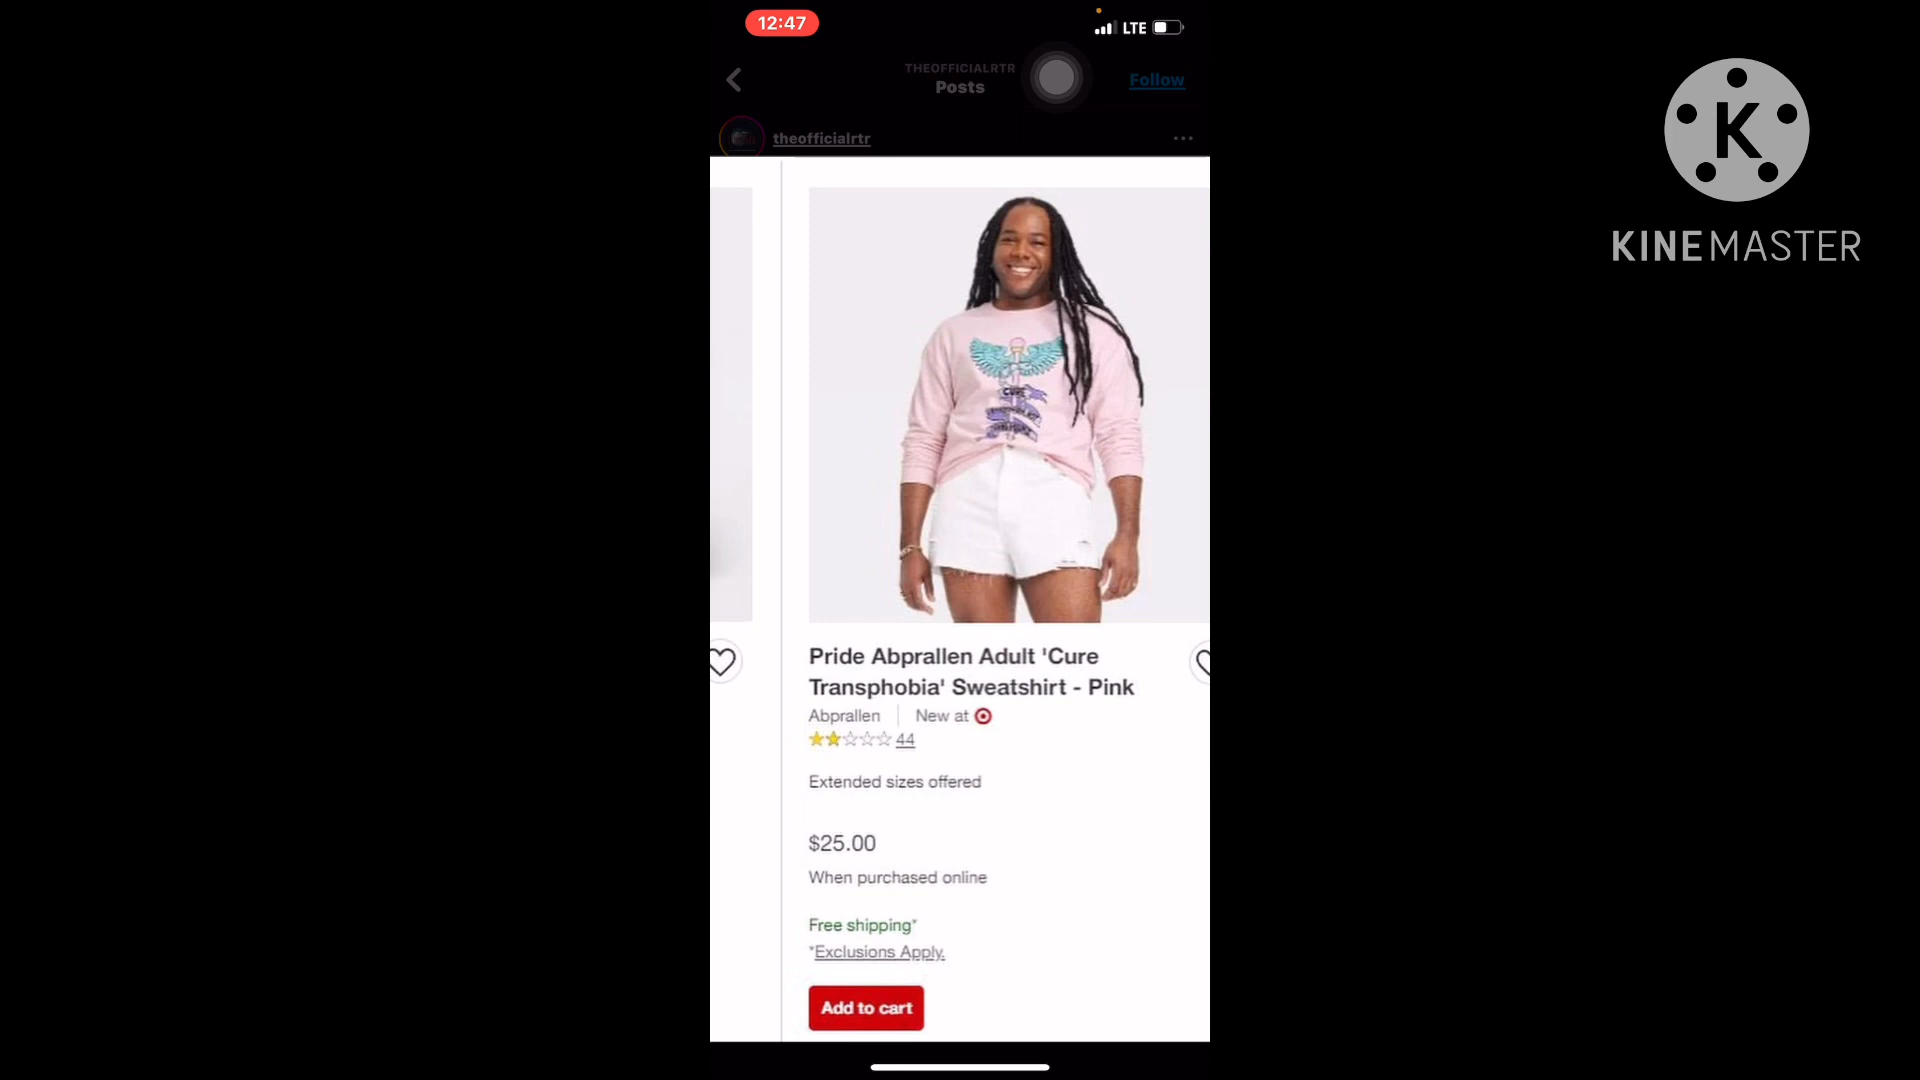 12:47
LTE
THEOFFICIALRTR
Posts
Follow
theofficialrtr
K
KINEMASTER
CURE
Pride Abprallen Adult 'Cure
Transphobia' Sweatshirt - Pink
Abprallen
New at
44
Extended sizes offered
$25.00
When purchased online
Free shipping*
*Exclusions Apply.
Add to cart